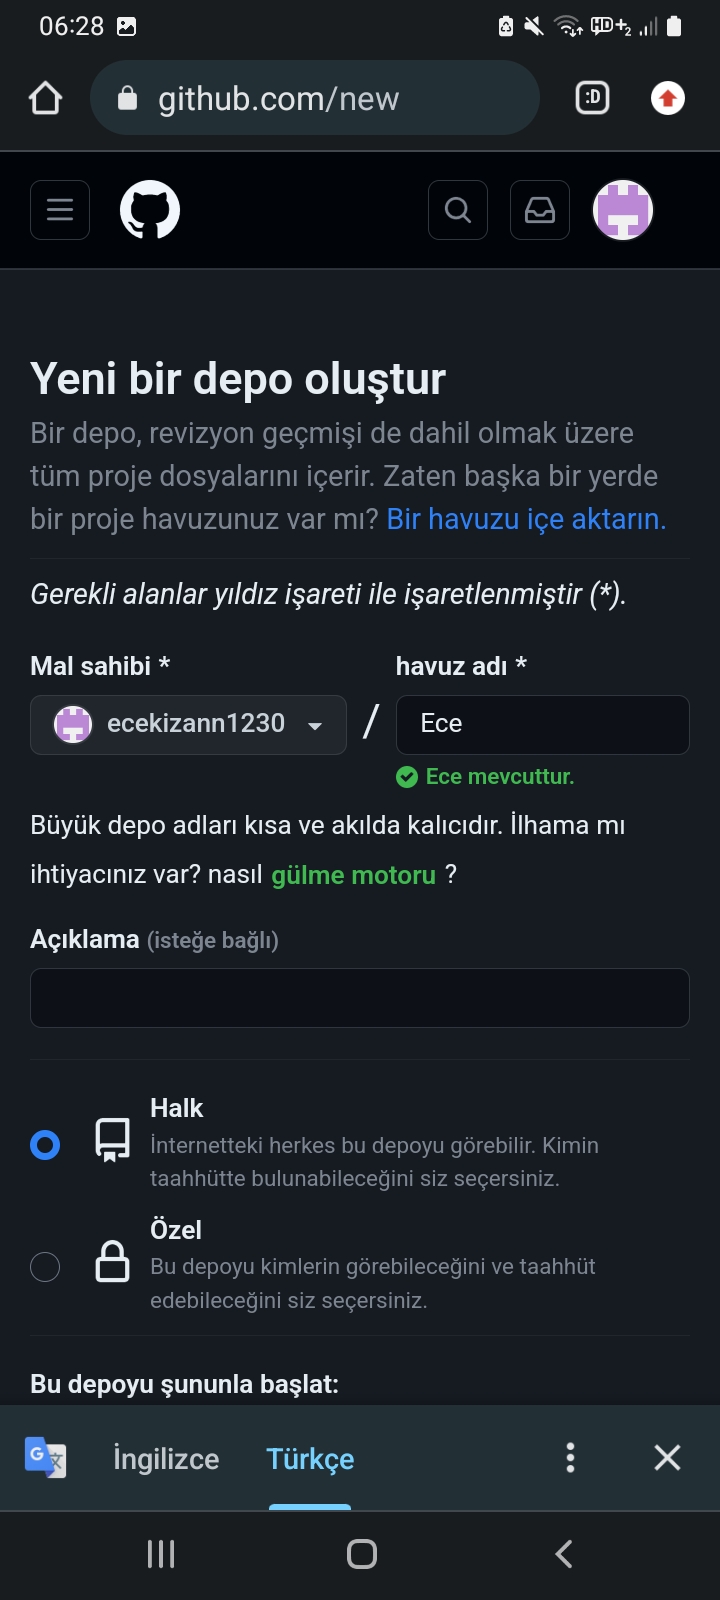 06:28
HD+2
github.com/new
:D
Yeni bir depo oluştur
Bir depo, revizyon geçmişi de dahil olmak üzere
tüm proje dosyalarını içerir. Zaten başka bir yerde
bir proje havuzunuz var mı? Bir havuzu içe aktarın.
Gerekli alanlar yıldız işareti ile işaretlenmiştir (*).
Mal sahibi *
havuz adı *
ecekizann1230 / Ece
Ece mevcuttur.
Büyük depo adları kısa ve akılda kalıcıdır. İlhama mı
ihtiyacınız var? nasıl gülme motoru ?
Açıklama (isteğe bağlı)
Halk
İnternetteki herkes bu depoyu görebilir. Kimin
taahhütte bulunabileceğini siz seçersiniz.
Özel
Bu depoyu kimlerin görebileceğini ve taahhüt
edebileceğini siz seçersiniz.
Bu depoyu şununla başlat:
G 文 İngilizce Türkçe